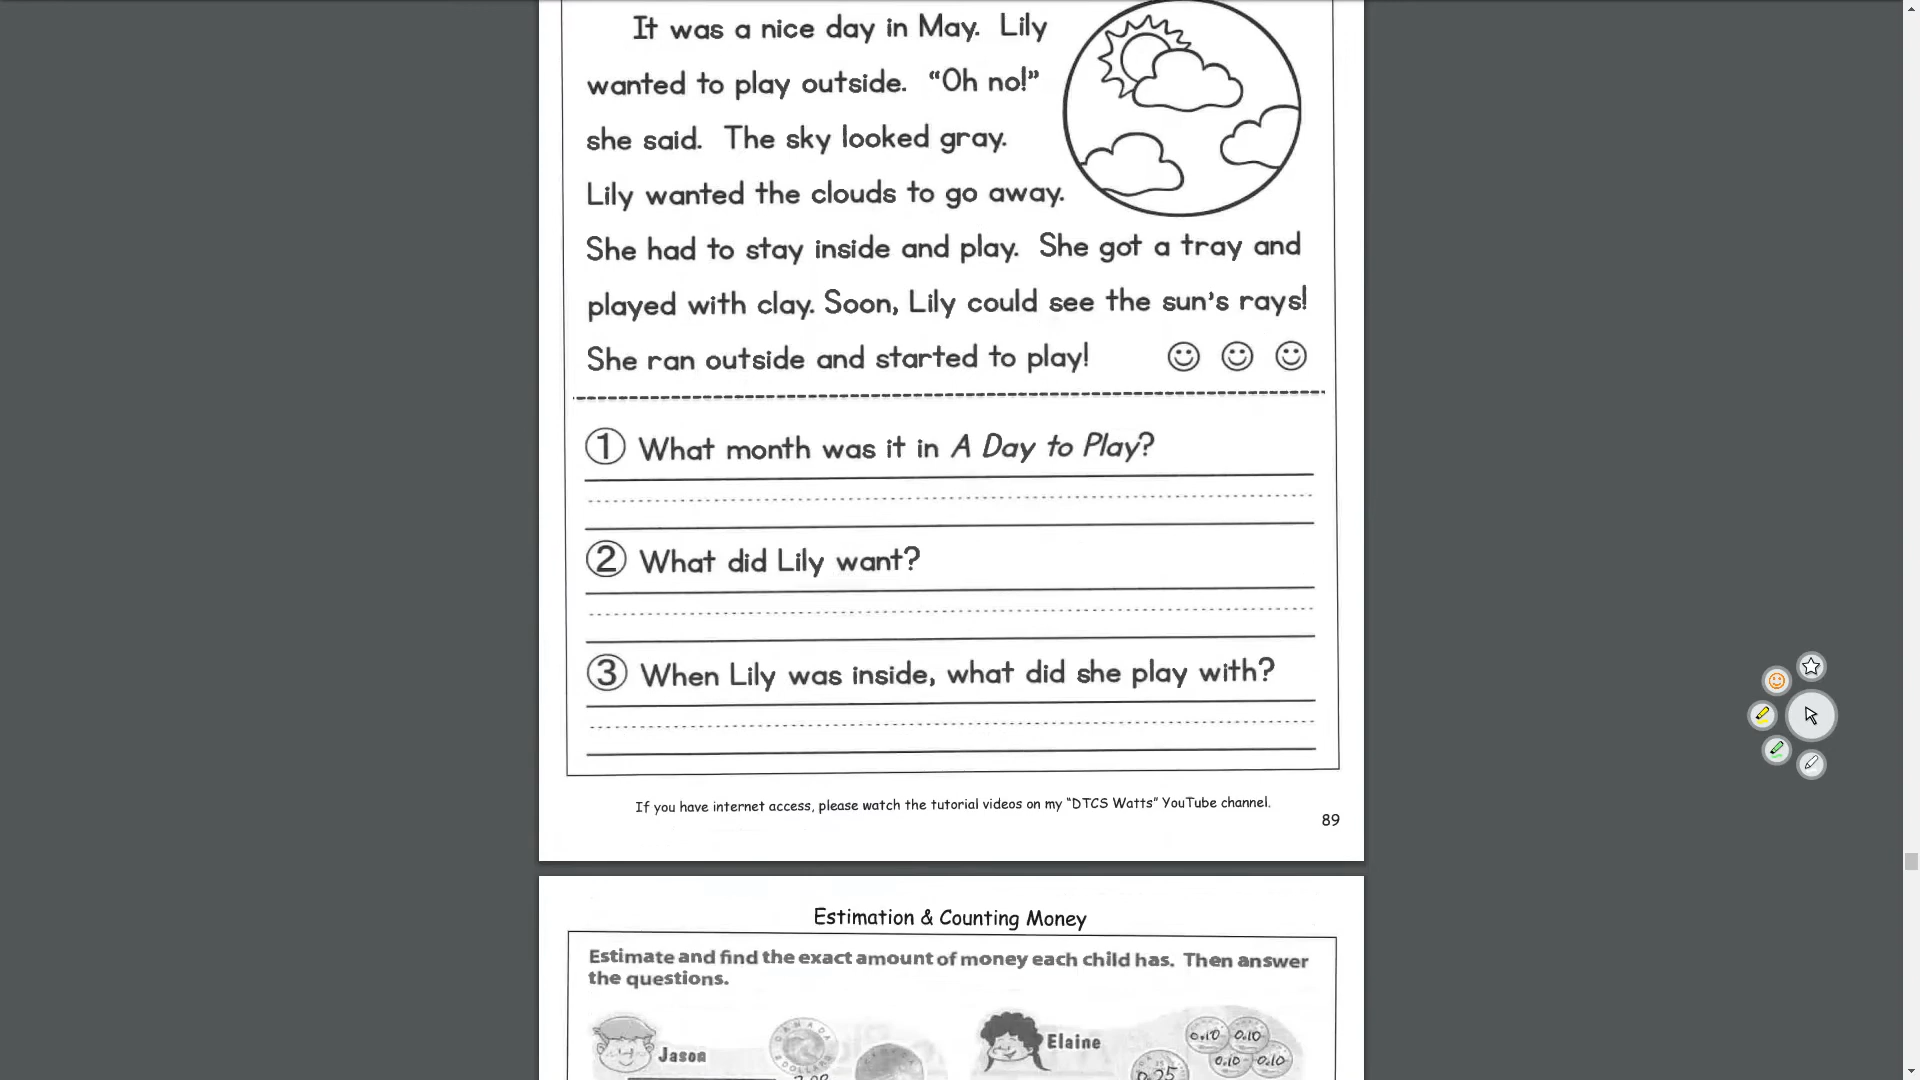 It was a nice day in May. Lily
wanted to play outside. "Oh no!"
she said. The sky looked gray.
Lily wanted the clouds to go away.
She had to stay inside and play. She got a tray and
played with clay. Soon, Lily could see the sun's rays!
She ran outside and started to play!
① What month was it in A Day to Play?
② What did Lily want?
③ When Lily was inside, what did she play with?
If you have internet access, please watch the tutorial videos on my "DTCS Watts" YouTube channel.
89
Estimation & Counting Money
Estimate and find the exact amount of money each child has. Then answer
the questions.
Jason
CANADA
DOLLARS
Elaine
0.10 0.10
0.10 0.10
0.25